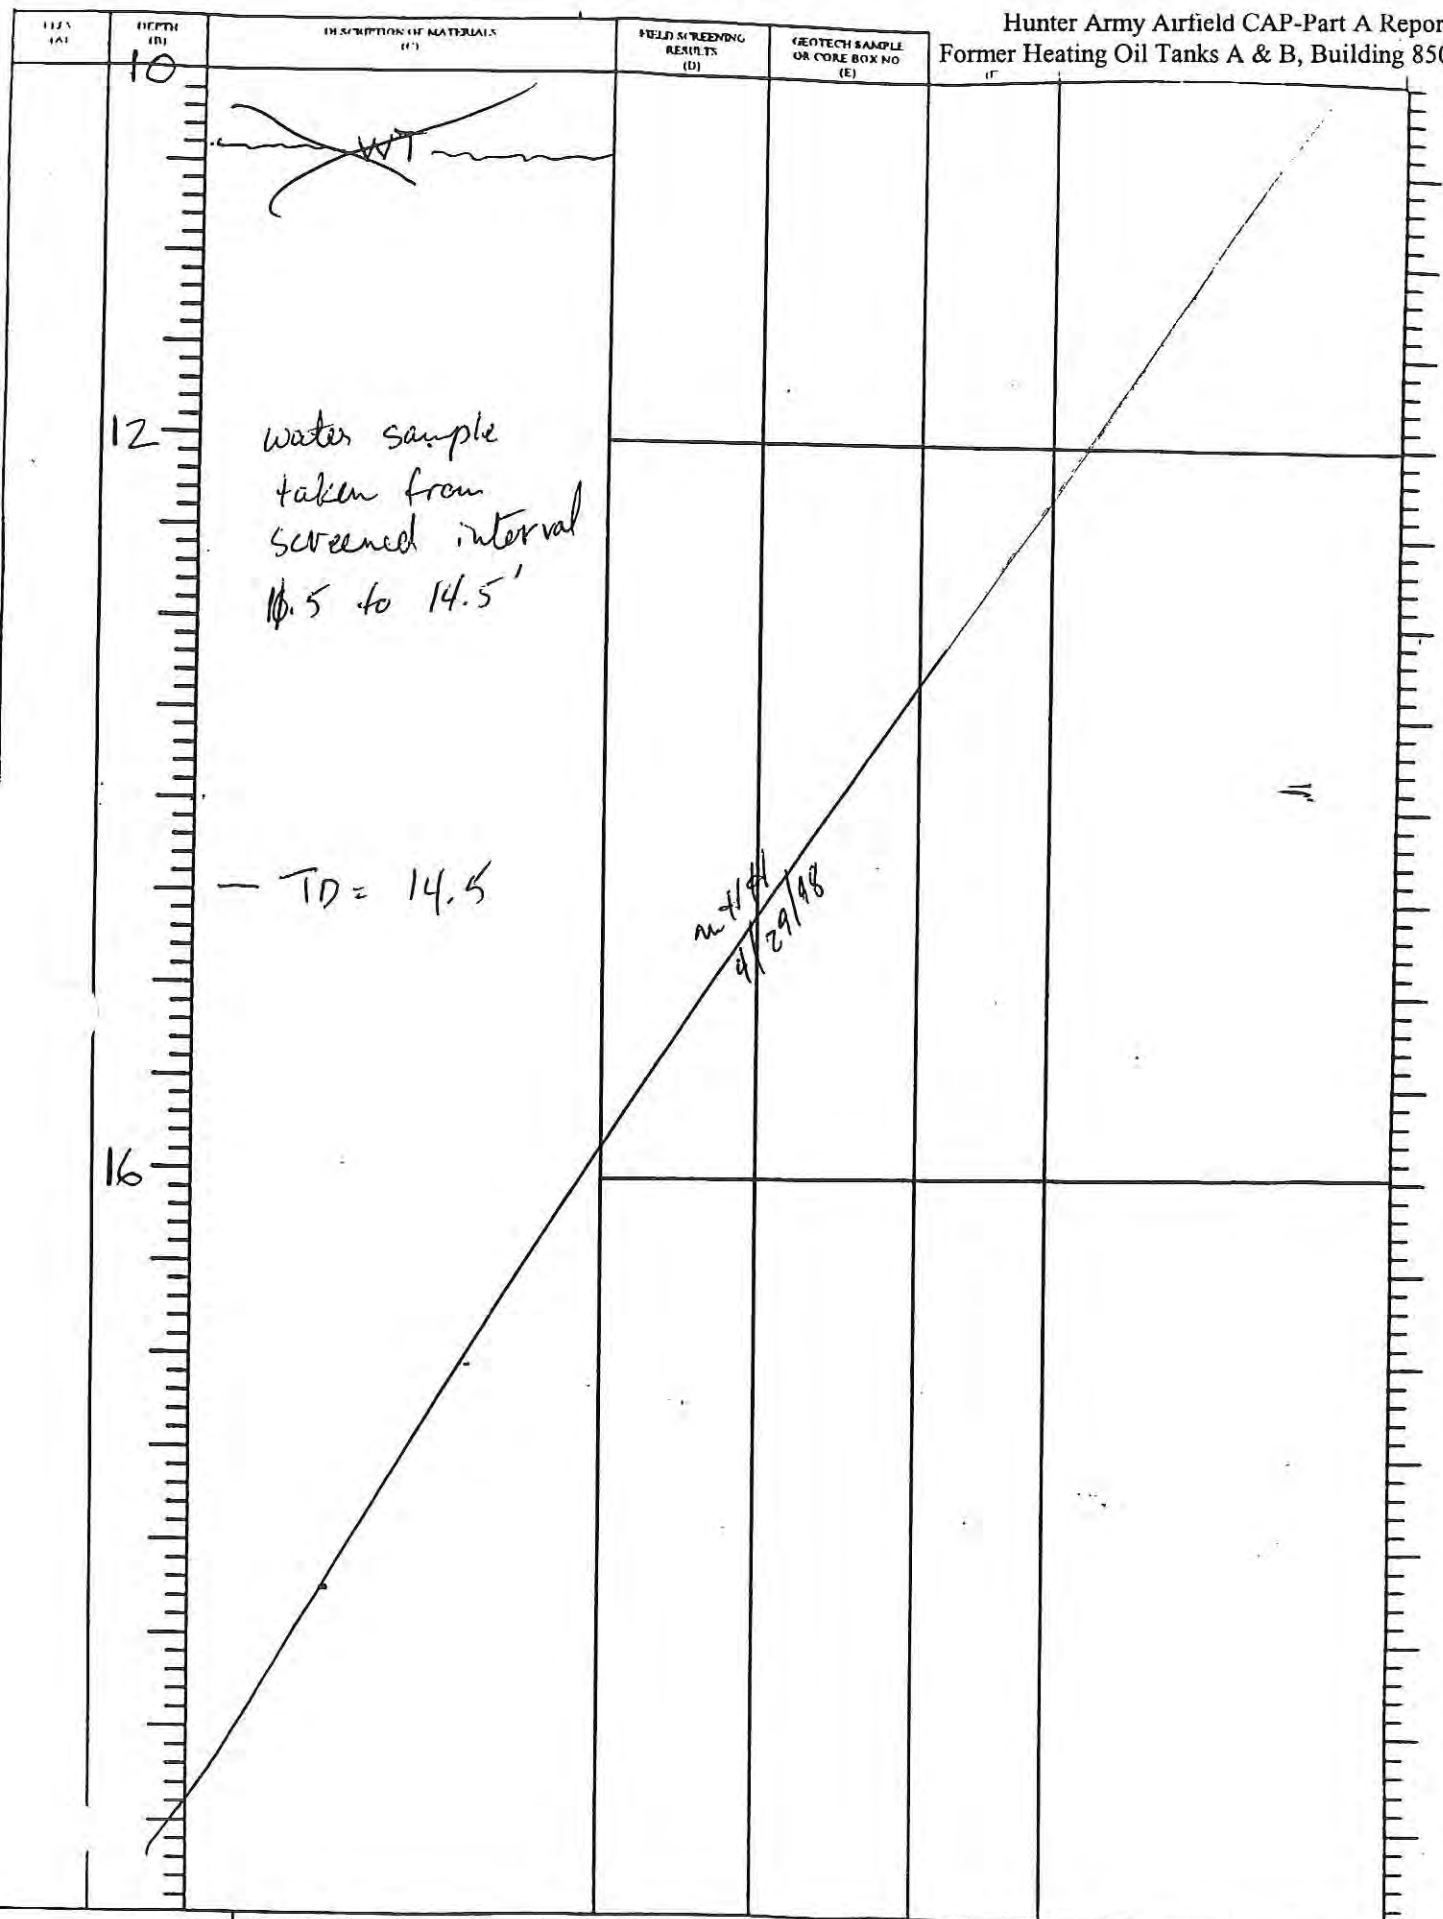 Hunter Army Airfield CAP-Part A Repor
Former Heating Oil Tanks A & B, Building 850
DEPTH
(B)
DESCRIPTION OF MATERIALS
(C)
FIELD SCREENING
RESULTS
(D)
GEOTECH SAMPLE
OR CORE BOX NO
(E)
(A)
10
WT
12
water sample
taken from
screened interval
.5 to 14.5'
— TD = 14.5
4/29/98
16